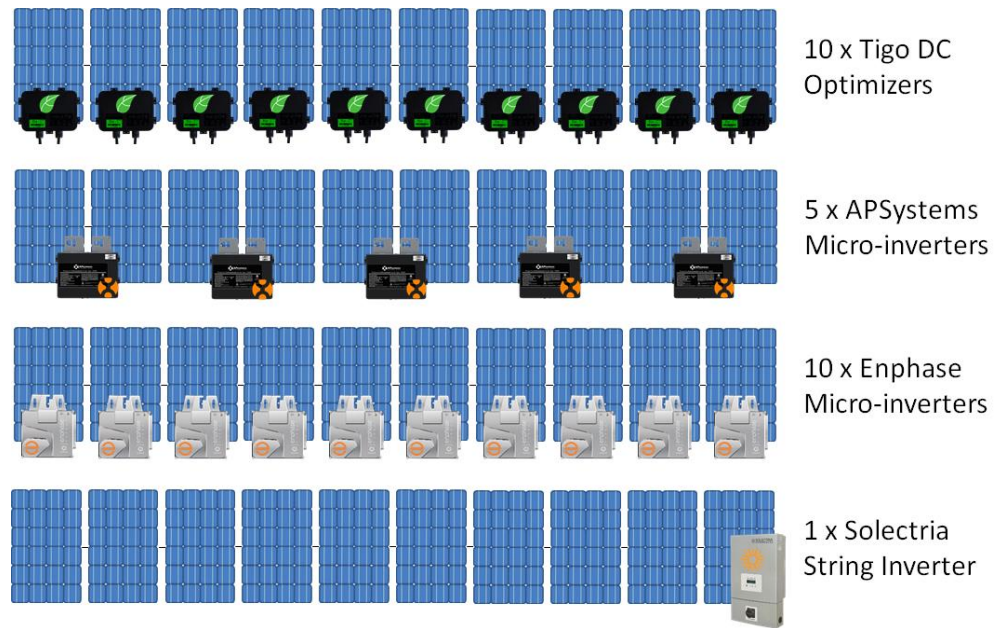 10 x Tigo DC
Optimizers
5 x APSystems
Micro-inverters
10 x Enphase
Micro-inverters
1 x Solectria
String Inverter